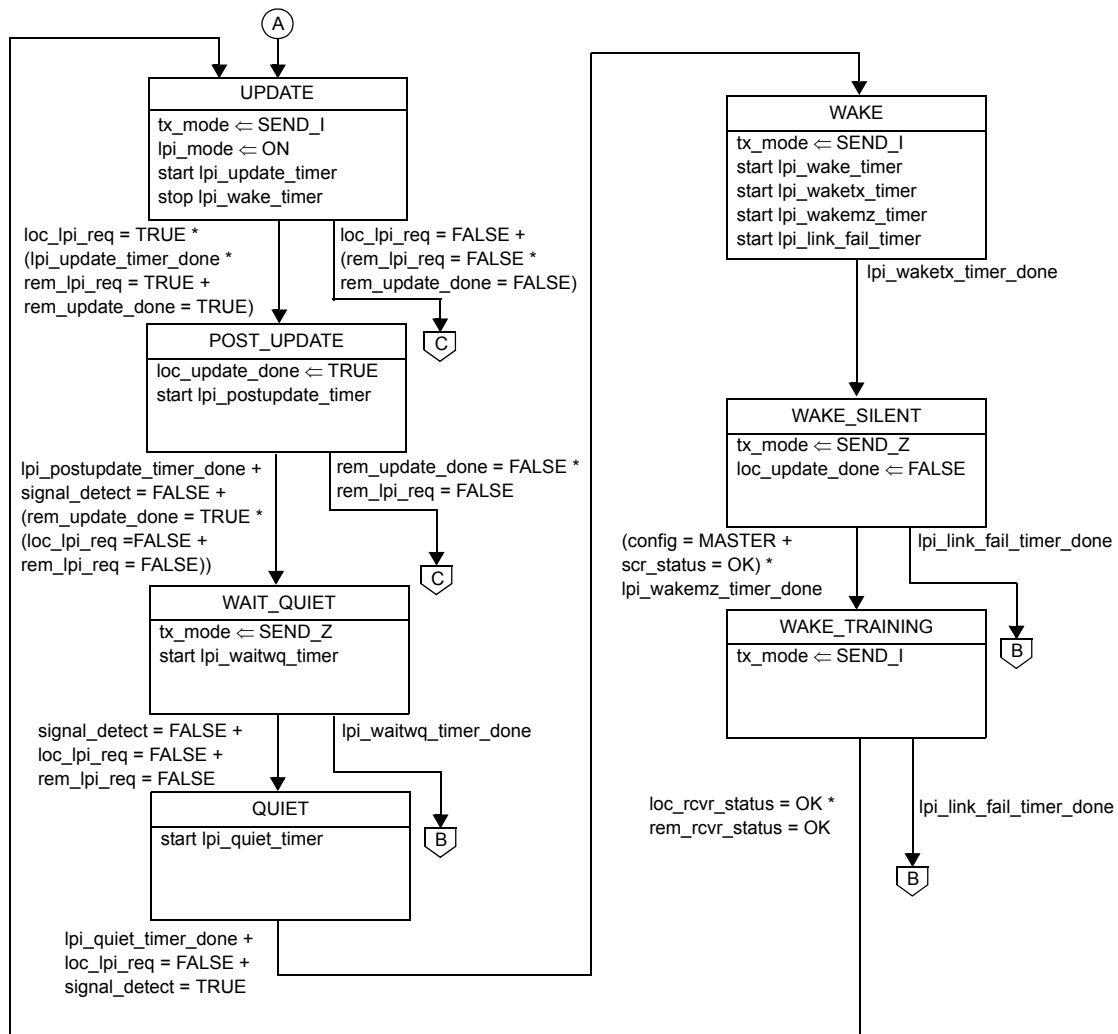 A
UPDATE
tx_mode ⇐ SEND_I
lpi_mode ⇐ ON
start lpi_update_timer
stop lpi_wake_timer
loc_lpi_req = TRUE *
(lpi_update_timer_done *
rem_lpi_req = TRUE +
rem_update_done = TRUE)
loc_lpi_req = FALSE +
(rem_lpi_req = FALSE *
rem_update_done = FALSE)
C
POST_UPDATE
loc_update_done ⇐ TRUE
start lpi_postupdate_timer
lpi_postupdate_timer_done +
signal_detect = FALSE +
(rem_update_done = TRUE *
(loc_lpi_req =FALSE +
rem_lpi_req = FALSE))
rem_update_done = FALSE *
rem_lpi_req = FALSE
C
WAIT_QUIET
tx_mode ⇐ SEND_Z
start lpi_waitwq_timer
signal_detect = FALSE +
loc_lpi_req = FALSE +
rem_lpi_req = FALSE
lpi_waitwq_timer_done
B
QUIET
start lpi_quiet_timer
lpi_quiet_timer_done +
loc_lpi_req = FALSE +
signal_detect = TRUE
WAKE
tx_mode ⇐ SEND_I
start lpi_wake_timer
start lpi_waketx_timer
start lpi_wakemz_timer
start lpi_link_fail_timer
lpi_waketx_timer_done
WAKE_SILENT
tx_mode ⇐ SEND_Z
loc_update_done ⇐ FALSE
(config = MASTER +
scr_status = OK) *
lpi_wakemz_timer_done
lpi_link_fail_timer_done
B
WAKE_TRAINING
tx_mode ⇐ SEND_I
loc_rcvr_status = OK *
rem_rcvr_status = OK
lpi_link_fail_timer_done
B